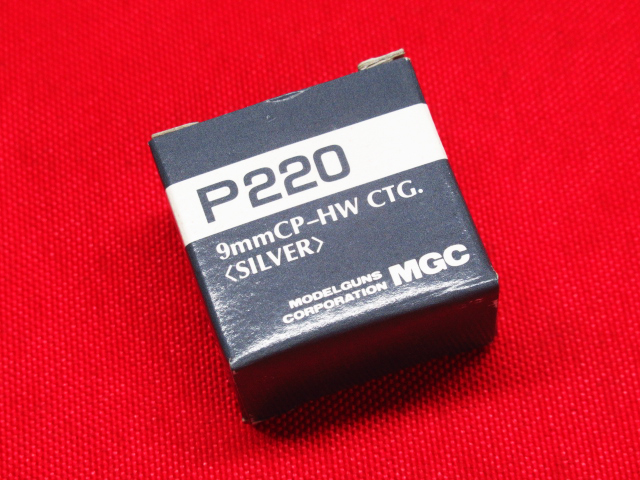 P220
9mmCP-HW CTG.
〈SILVER〉
MODELGUNS
CORPORATION MGC